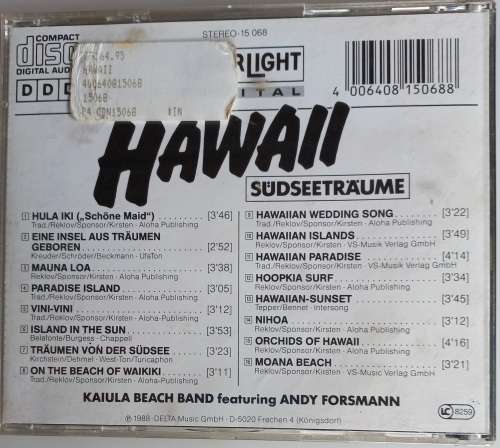 COMPACT
disc
DIGITAL AUDIO
DDD
64.95
HAWAII
4006408150688
15068
P4 CDN15068 KIN
STEREO·15 068
LIGHT
ITAL
4 006408 150688
HAWAII
SÜDSEETRÄUME
1 HULA IKI („Schöne Maid") [3'46]
Trad./Reklov/Sponsor/Kirsten · Aloha Publishing
2 EINE INSEL AUS TRÄUMEN
GEBOREN [2'52]
Kreuder/Schröder/Beckmann · UfaTon
3 MAUNA LOA [3'38]
Reklov/Sponsor/Kirsten · Aloha Publishing
4 PARADISE ISLAND [3'05]
Trad./Reklov/Sponsor/Kirsten · Aloha Publishing
5 VINI-VINI [3'12]
Trad./Reklov/Sponsor/Kirsten · Aloha Publishing
6 ISLAND IN THE SUN [3'53]
Belafonte/Burgess · Chappell
7 TRÄUMEN VON DER SÜDSEE [3'23]
Kirchstein/Oehmel · West-Ton/Turicaphon
8 ON THE BEACH OF WAIKIKI [3'11]
Trad./Reklov/Sponsor/Kirsten · Aloha Publishing
9 HAWAIIAN WEDDING SONG [3'22]
Trad./Reklov/Sponsor/Kirsten · Aloha Publishing
10 HAWAIIAN ISLANDS [3'49]
Reklov/Sponsor/Kirsten · VS-Musik Verlag GmbH
11 HAWAIIAN PARADISE [4'14]
Trad./Reklov/Sponsor/Kirsten · VS-Musik Verlag GmbH
12 HOOPKIA SURF [3'34]
Reklov/Sponsor/Kirsten · Aloha Publishing
13 HAWAIIAN-SUNSET [3'45]
Tepper/Bennet · Intersong
14 NIHOA [3'12]
Trad./Reklov/Sponsor/Kirsten · Aloha Publishing
15 ORCHIDS OF HAWAII [4'16]
Reklov/Sponsor/Kirsten · Aloha Publishing
16 MOANA BEACH [3'21]
Reklov/Sponsor/Kirsten · VS-Music Verlag GmbH
KAIULA BEACH BAND featuring ANDY FORSMANN
℗ 1988 · DELTA Music GmbH · D-5020 Frechen 4 (Königsdorf)
LC 8259